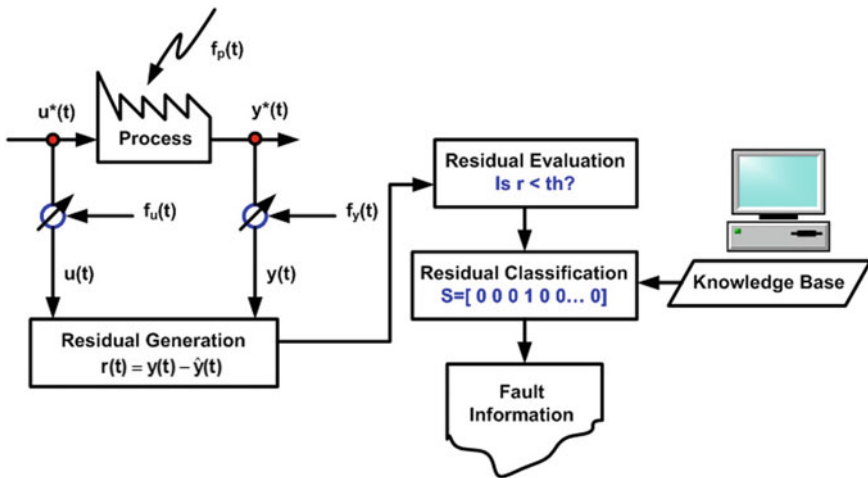 fp(t)
u*(t)
y*(t)
Process
fu(t)
fy(t)
u(t)
y(t)
Residual Generation
r(t) = y(t) − ŷ(t)
Residual Evaluation
Is r < th?
Residual Classification
S=[ 0 0 0 1 0 0... 0]
Knowledge Base
Fault
Information